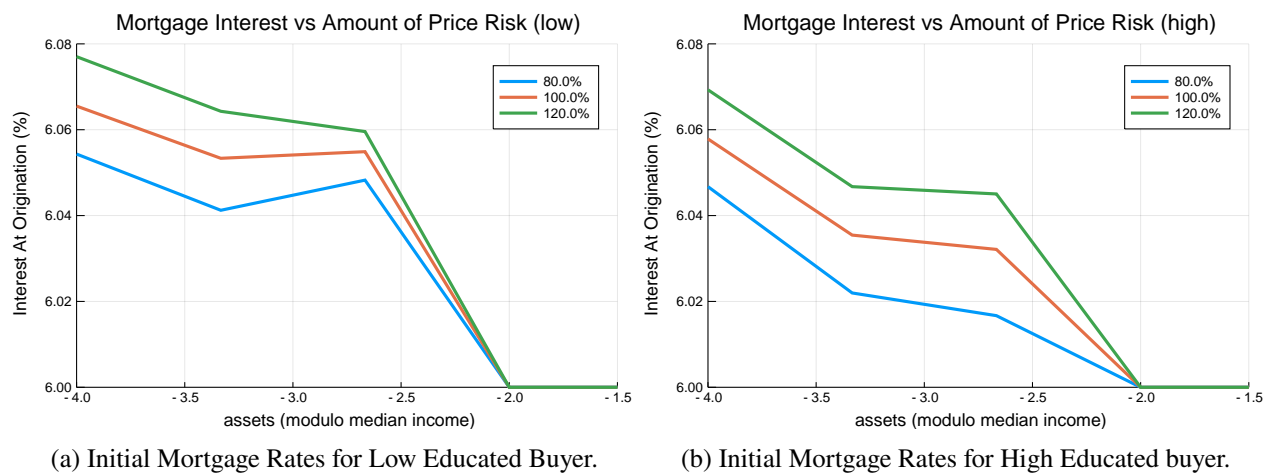 Mortgage Interest vs Amount of Price Risk (low)
6.08
6.06
6.04
6.02
6.00
Interest At Origination (%)
80.0%
100.0%
120.0%
- 4.0 - 3.5 - 3.0 - 2.5 - 2.0 - 1.5
assets (modulo median income)
(a) Initial Mortgage Rates for Low Educated Buyer.
Mortgage Interest vs Amount of Price Risk (high)
6.08
6.06
6.04
6.02
6.00
Interest At Origination (%)
80.0%
100.0%
120.0%
- 4.0 - 3.5 - 3.0 - 2.5 - 2.0 - 1.5
assets (modulo median income)
(b) Initial Mortgage Rates for High Educated buyer.